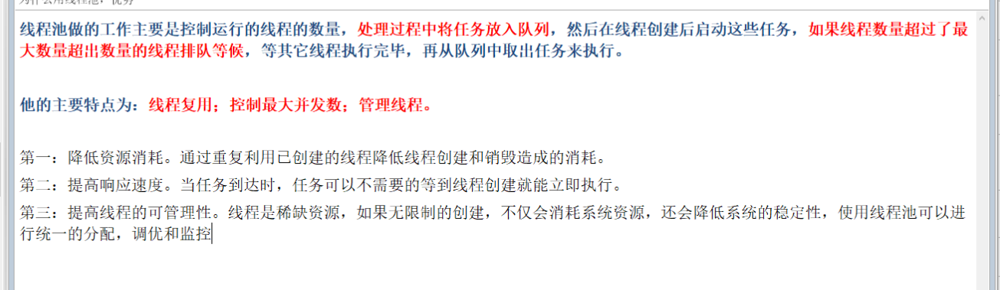 为什么用线程池，优势
线程池做的工作主要是控制运行的线程的数量，处理过程中将任务放入队列，然后在线程创建后启动这些任务，如果线程数量超过了最
大数量超出数量的线程排队等候，等其它线程执行完毕，再从队列中取出任务来执行。
他的主要特点为：线程复用；控制最大并发数；管理线程。
第一：降低资源消耗。通过重复利用已创建的线程降低线程创建和销毁造成的消耗。
第二：提高响应速度。当任务到达时，任务可以不需要的等到线程创建就能立即执行。
第三：提高线程的可管理性。线程是稀缺资源，如果无限制的创建，不仅会消耗系统资源，还会降低系统的稳定性，使用线程池可以进
行统一的分配，调优和监控